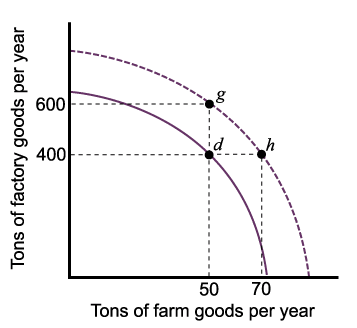 Tons of factory goods per year
600
400
g
d
h
50 70
Tons of farm goods per year